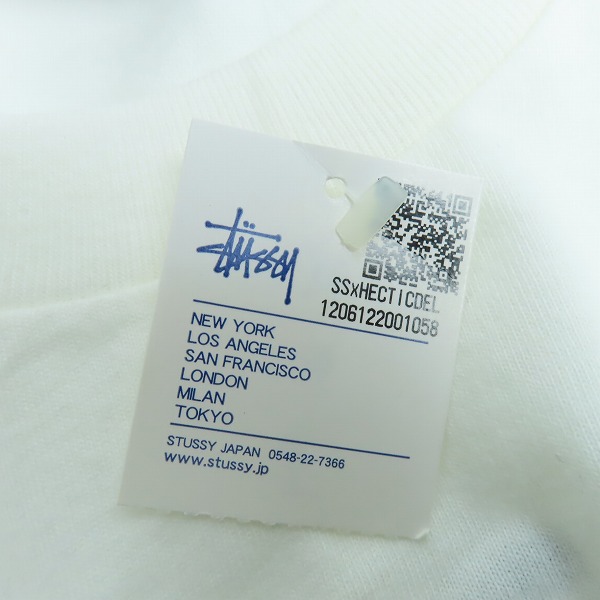 STÜSSY
SSxHECTICDEL
1206122001058
NEW YORK
LOS ANGELES
SAN FRANCISCO
LONDON
MILAN
TOKYO
STUSSY JAPAN 0548-22-7366
www.stussy.jp